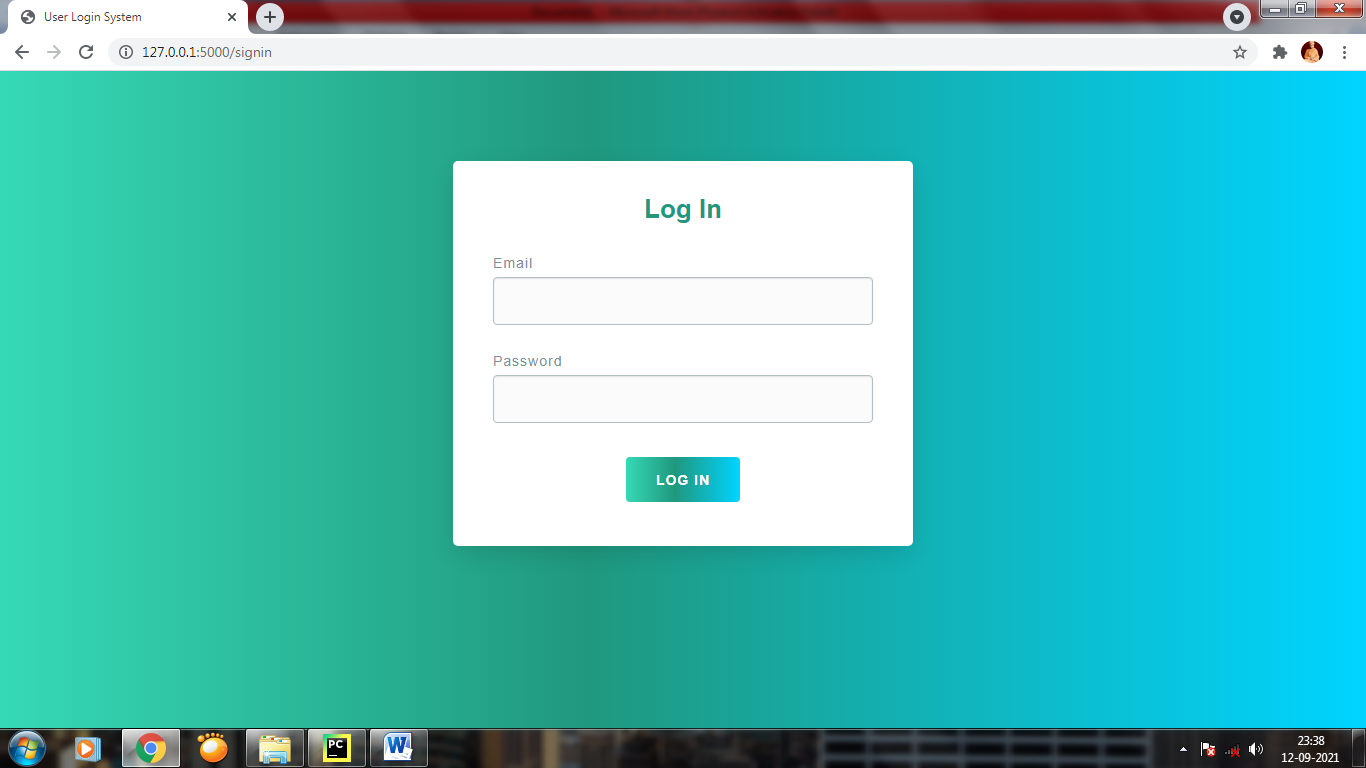 User Login System
127.0.0.1:5000/signin
Log In
Email
Password
LOG IN
PC
W
23:38
12-09-2021